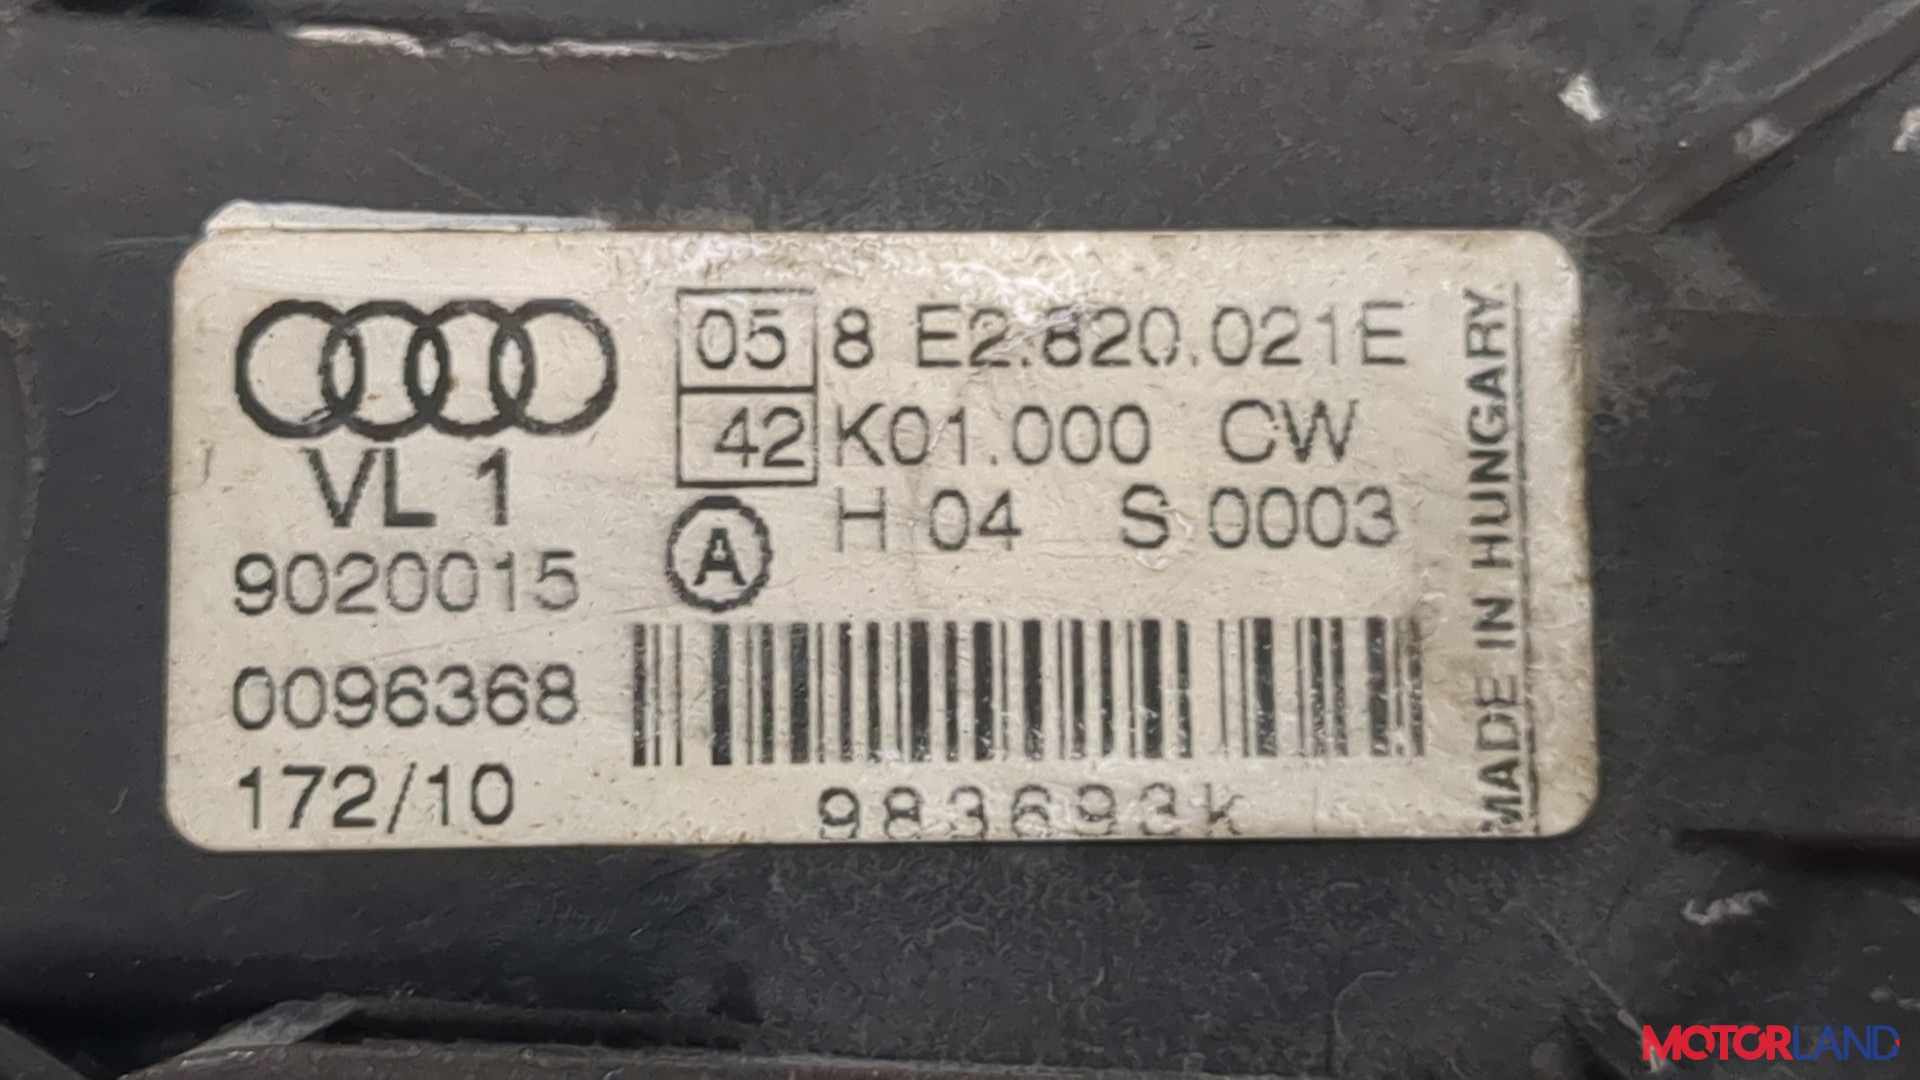 VL 1
9020015
0096368
172/10
05 8 E2.820.021E
42 K01.000 CW
A H 04 S 0003
983693k
MADE IN HUNGARY
MOTORLAND